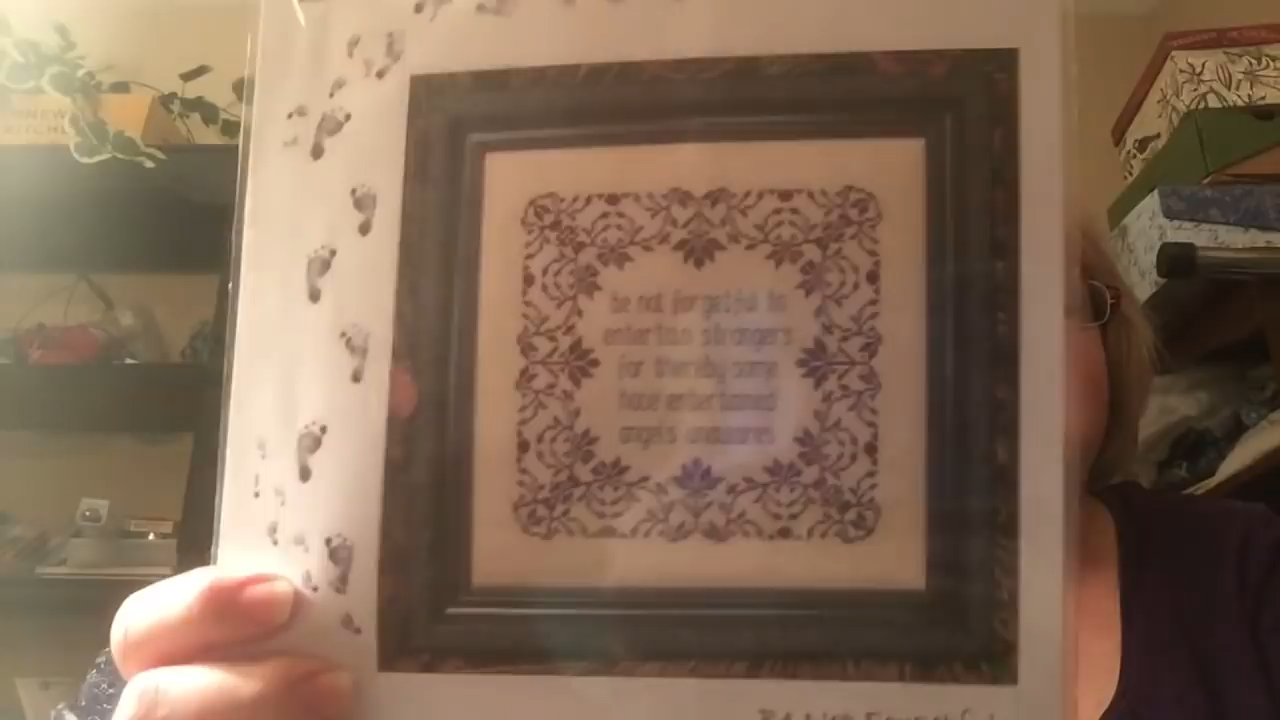 be not forgetful to
entertain strangers
for thereby some
have entertained
angels unawares